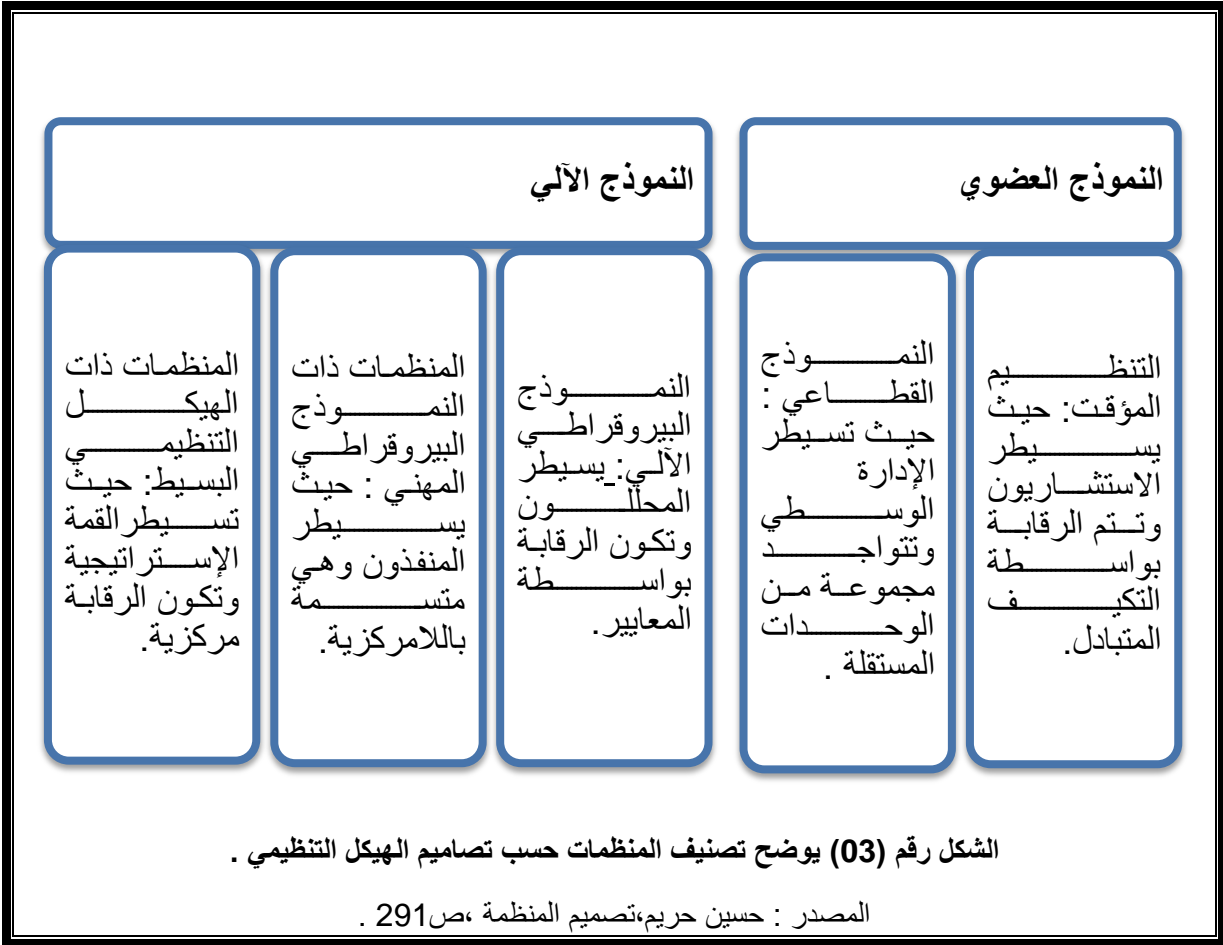 النموذج العضوي
النموذج الآلي
التنظيم
المؤقت: حيث
يسيطر
الاستشاريون
وتتم الرقابة
بواسطة
التكيف
المتبادل.
النموذج
القطاعي :
حيث تسيطر
الإدارة
الوسطي
وتتواجد
مجموعة من
الوحدات
المستقلة .
النموذج
البيروقراطي
الآلي: يسيطر
المحللون
وتكون الرقابة
بواسطة
المعايير.
المنظمات ذات
النموذج
البيروقراطي
المهني : حيث
يسيطر
المنفذون وهي
متسمة
باللامركزية.
المنظمات ذات
الهيكل
التنظيمي
البسيط: حيث
تسيطرالقمة
الإستراتيجية
وتكون الرقابة
مركزية.
الشكل رقم (03) يوضح تصنيف المنظمات حسب تصاميم الهيكل التنظيمي .
المصدر : حسين حريم،تصميم المنظمة ،ص291 .